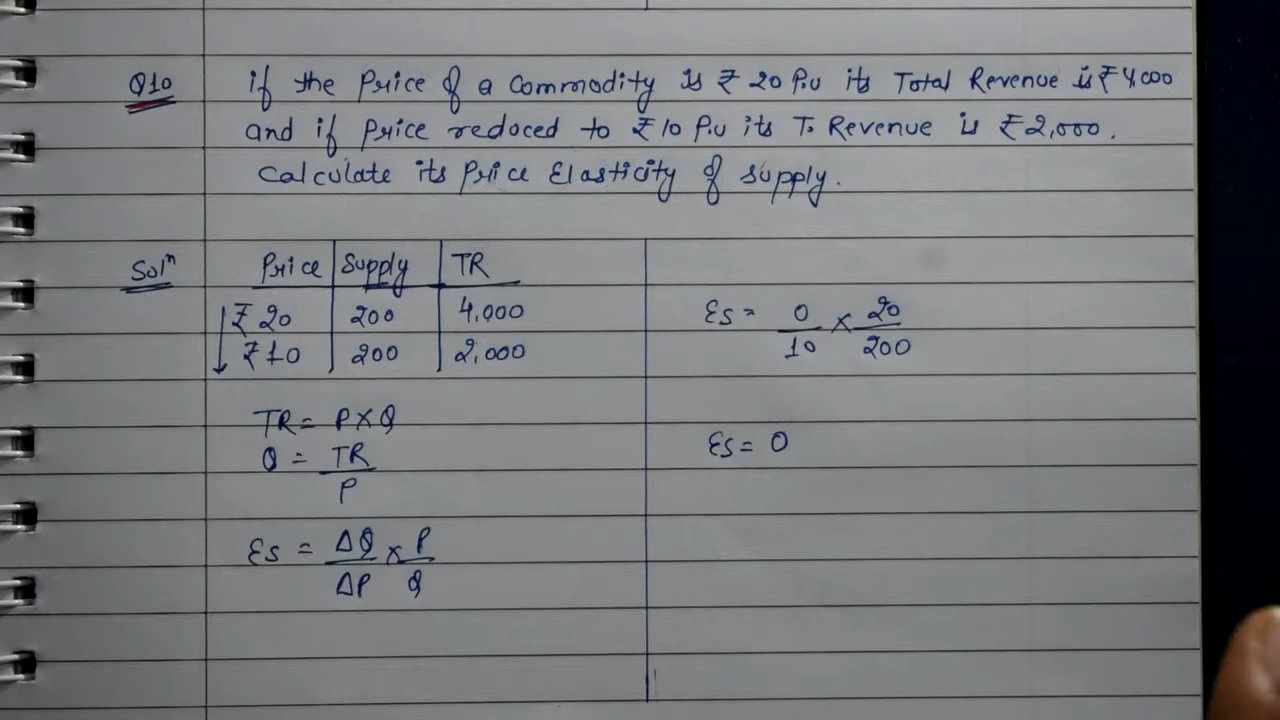 Q10 if the Price of a Commodity is ₹ 20 P.u its Total Revenue is ₹ 4,000
and if Price reduced to ₹10 P.u its T. Revenue is ₹2,000.
Calculate its Price Elasticity of supply.
Solⁿ Price Supply TR
₹ 20 200 4,000
₹10 200 2,000
TR = P×Q
Q = TR
P
Es = ΔQ × P
ΔP Q
Es = 0 × 20
10 200
Es = 0